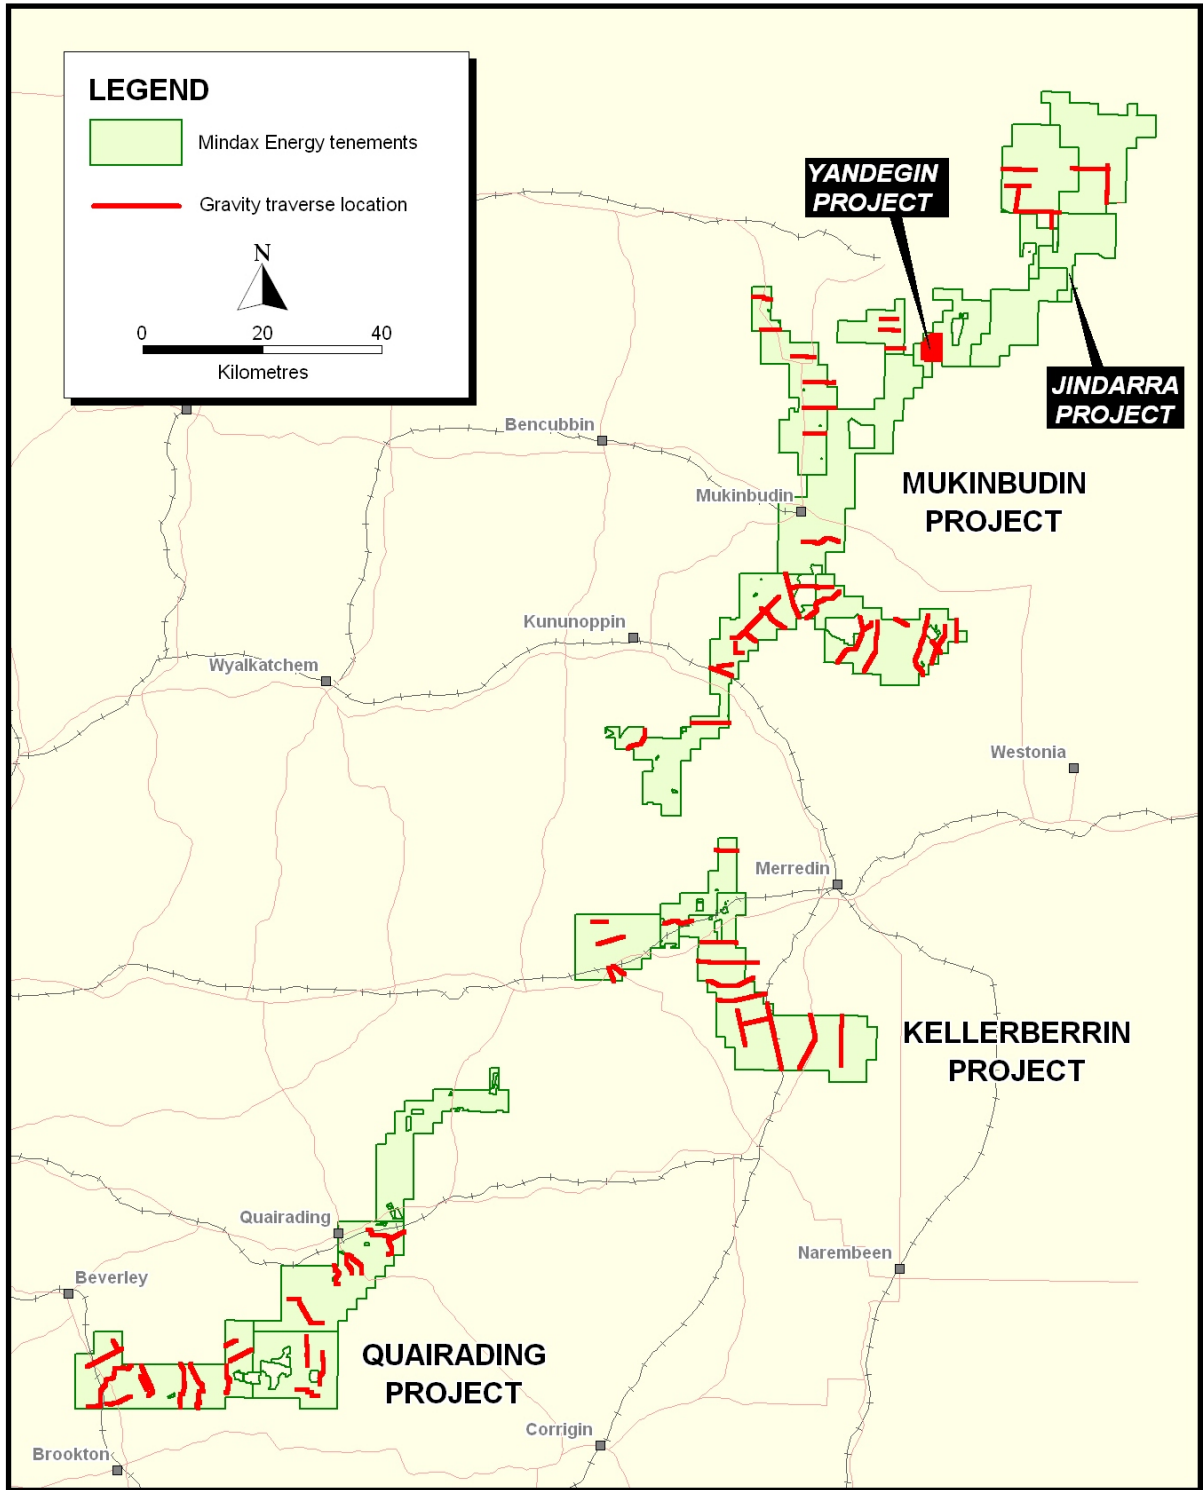 LEGEND
Mindax Energy tenements
Gravity traverse location
N
0 20 40
Kilometres
YANDEGIN
PROJECT
JINDARRA
PROJECT
Bencubbin
MUKINBUDIN
PROJECT
Mukinbudin
Kununoppin
Wyalkatchem
Westonia
Merredin
KELLERBERRIN
PROJECT
Quairading
Narembeen
Beverley
QUAIRADING
PROJECT
Corrigin
Brookton